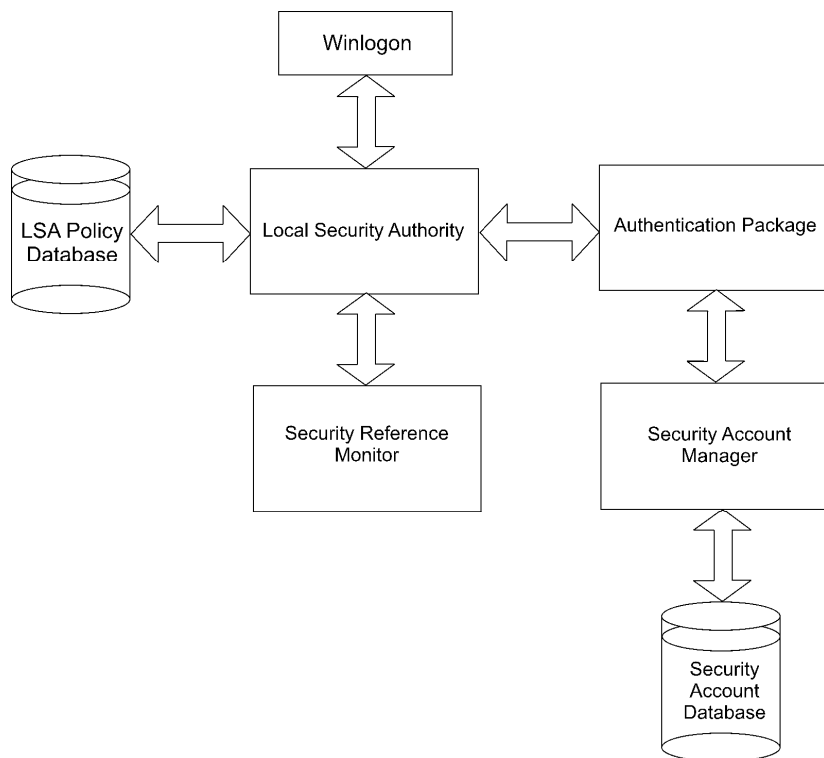 Winlogon
LSA Policy
Database
Local Security Authority
Authentication Package
Security Reference
Monitor
Security Account
Manager
Security
Account
Database